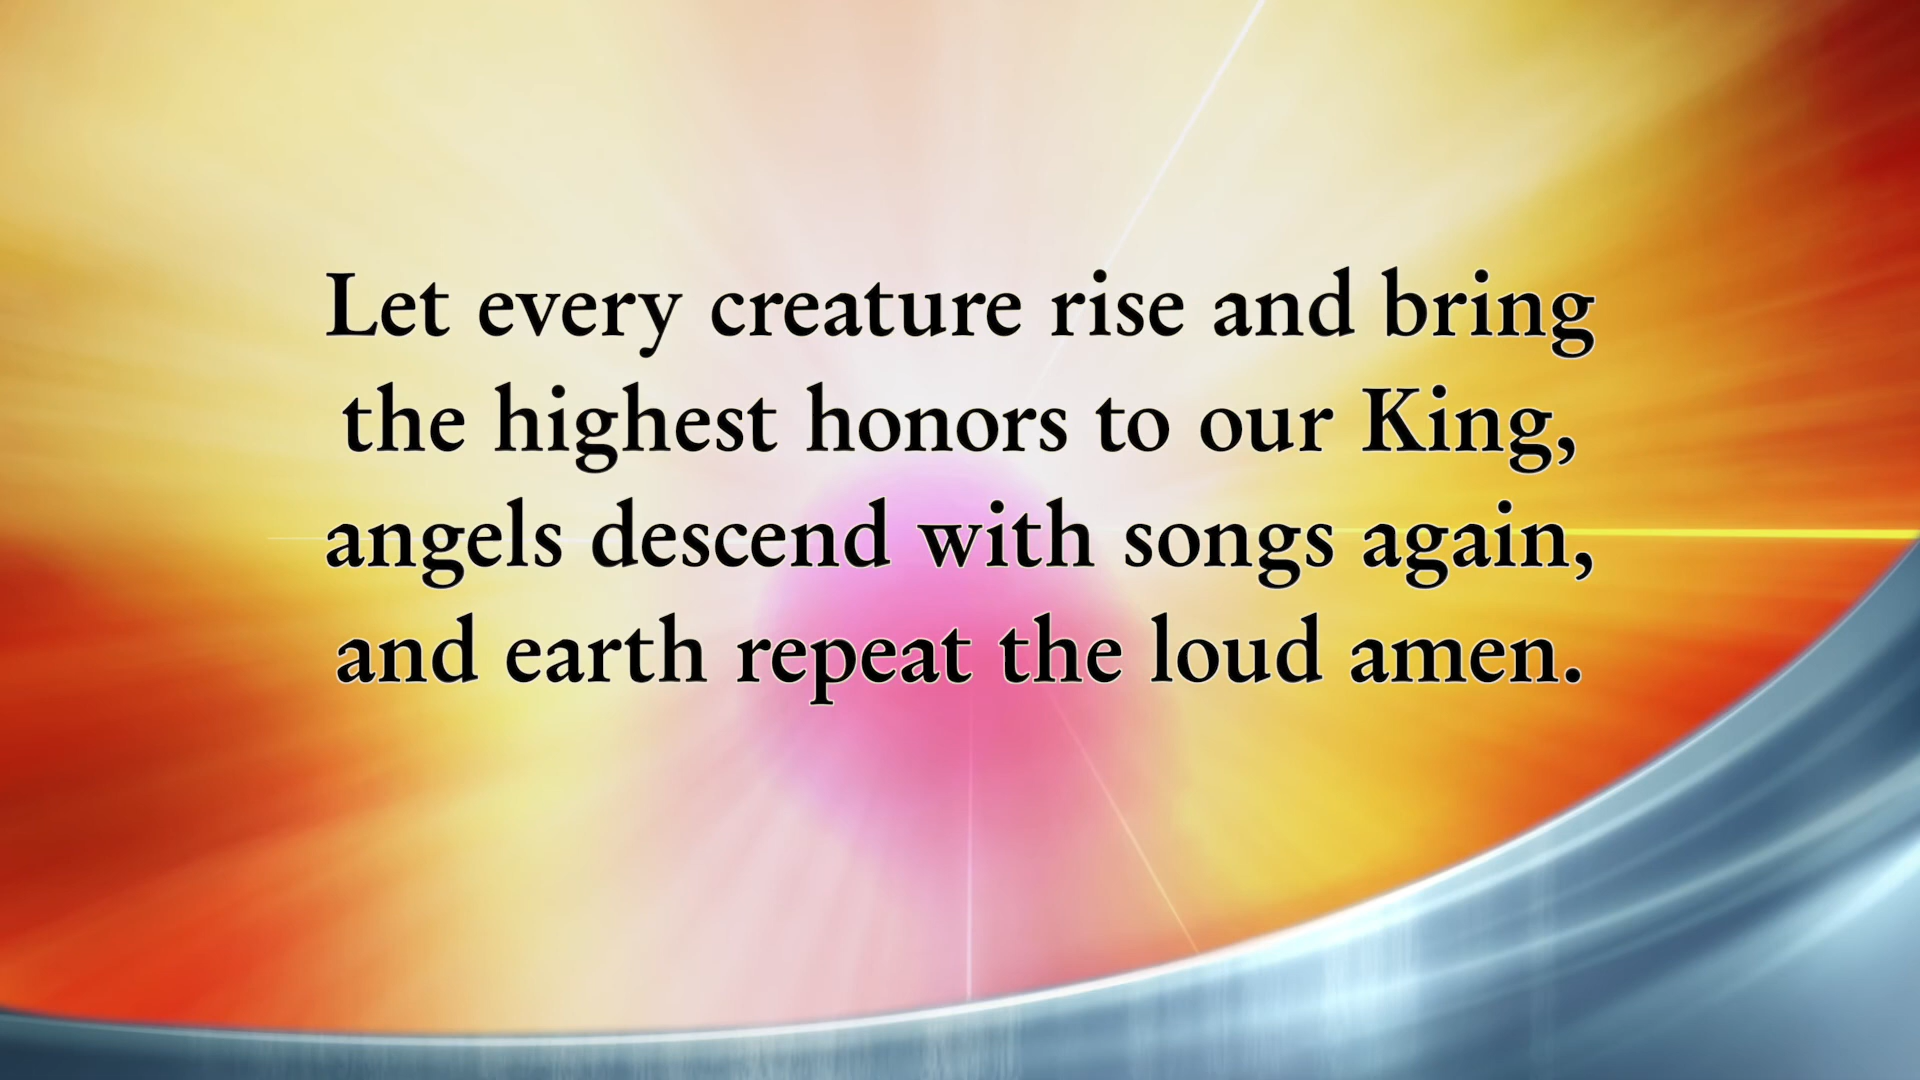 Let every creature rise and bring
the highest honors to our King,
angels descend with songs again,
and earth repeat the loud amen.